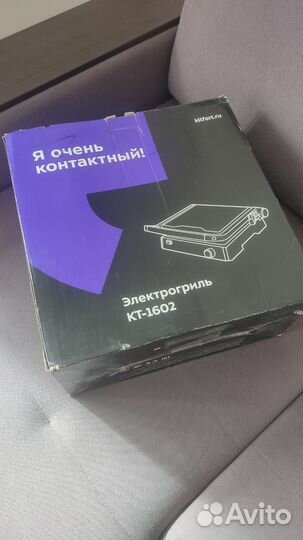 kitfort.ru
Я очень
контактный!
Электрогриль
КТ-1602
Avito